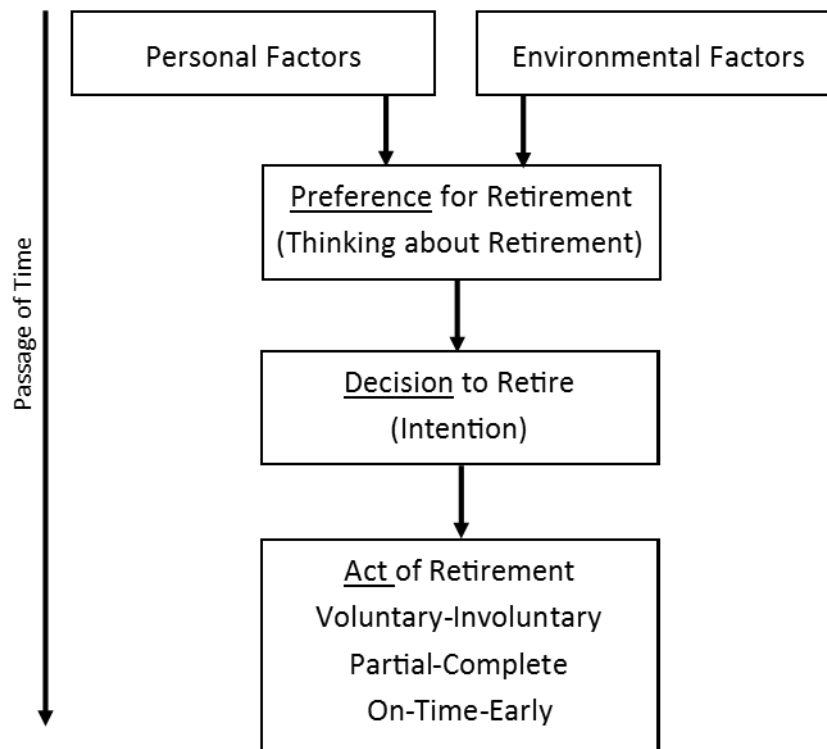 Personal Factors
Environmental Factors
Preference for Retirement
(Thinking about Retirement)
Passage of Time
Decision to Retire
(Intention)
Act of Retirement
Voluntary-Involuntary
Partial-Complete
On-Time-Early